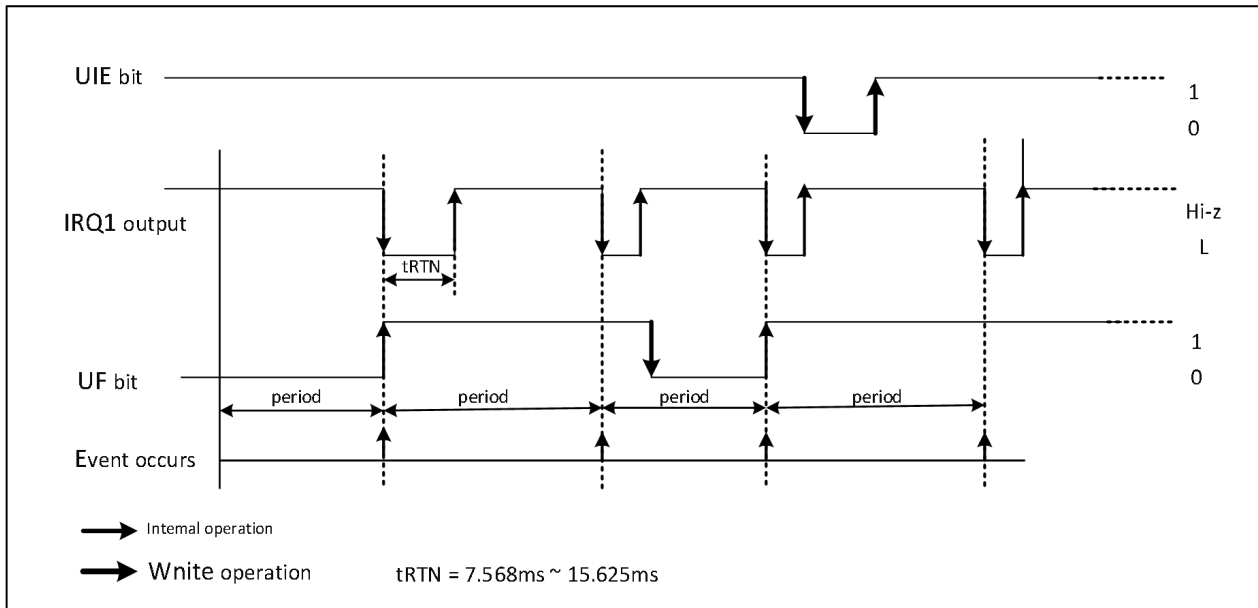 UIE bit
1
0
IRQ1 output
Hi-z
L
tRTN
1
UF bit
0
period period period period
Event occurs
Intemal operation
Wnite operation tRTN = 7.568ms ~ 15.625ms